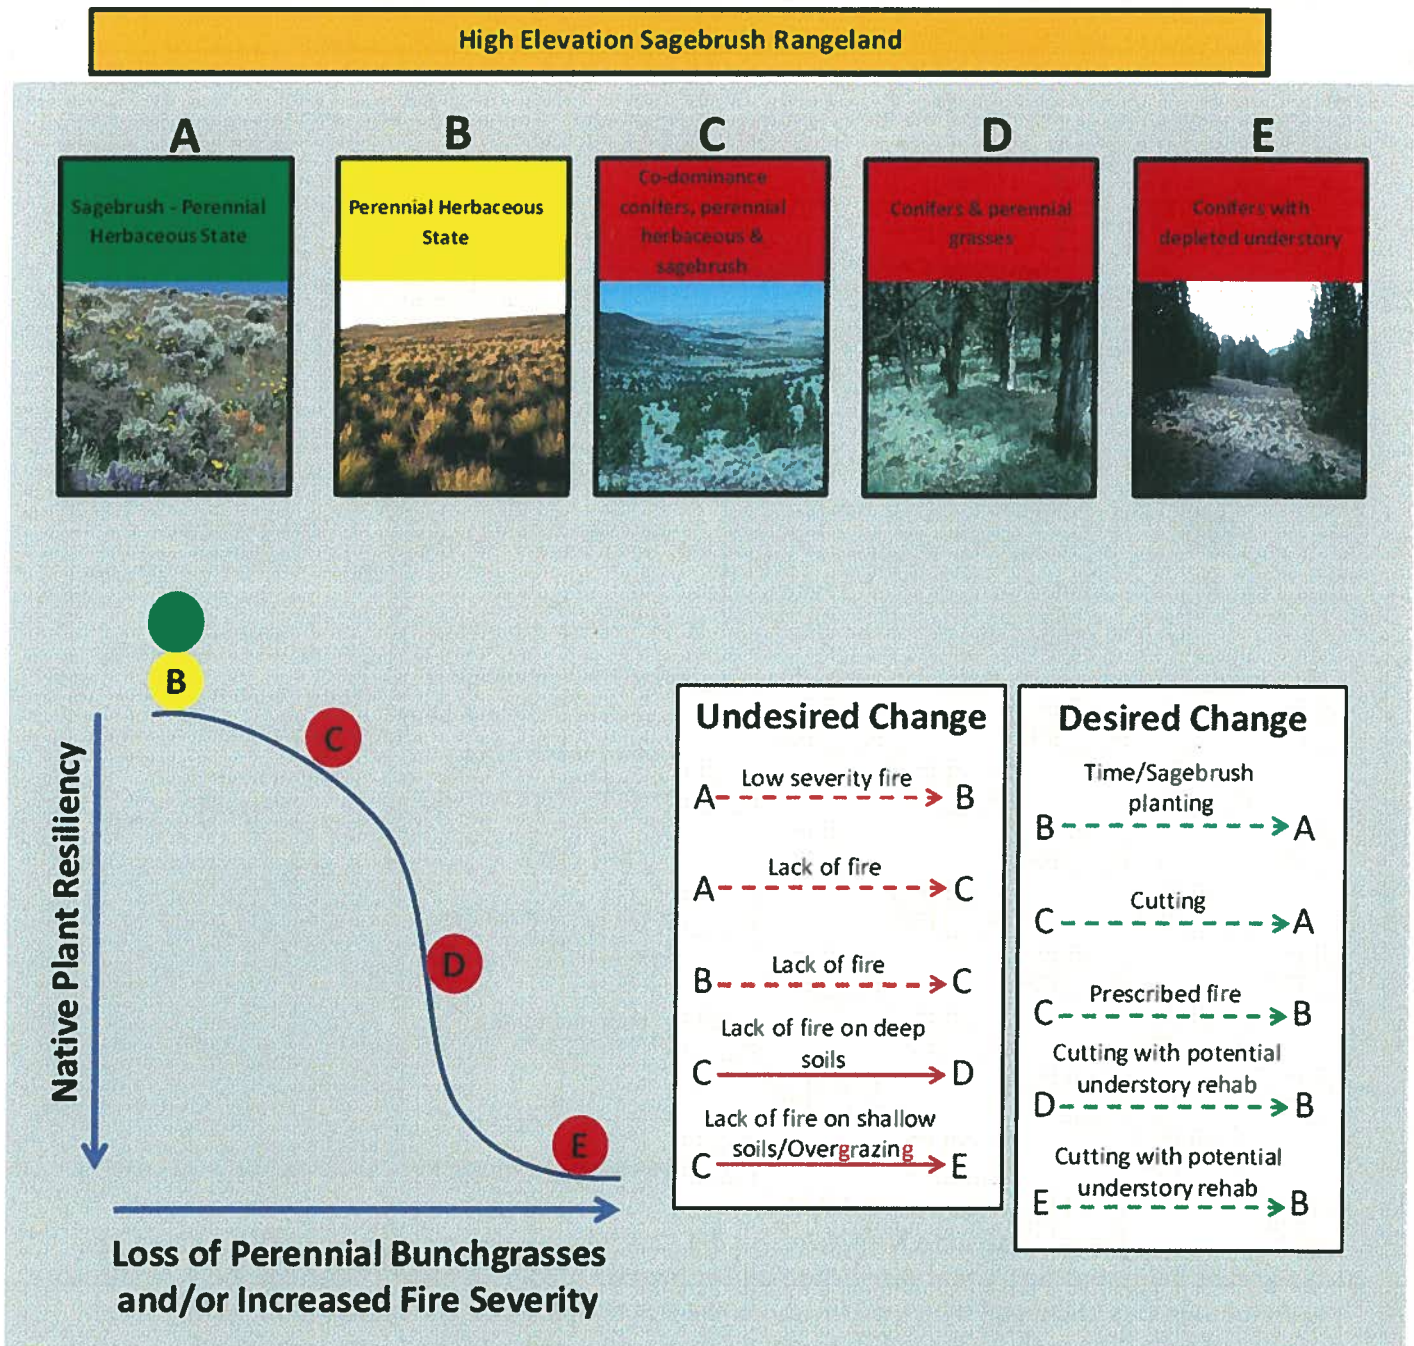 High Elevation Sagebrush Rangeland
A
B
C
D
E
Sagebrush - Perennial
Herbaceous State
Perennial Herbaceous
State
Co-dominance
conifers, perennial
herbaceous &
sagebrush
Conifers & perennial
grasses
Conifers with
depleted understory
B
C
D
E
Native Plant Resiliency
Loss of Perennial Bunchgrasses
and/or Increased Fire Severity
Undesired Change
Low severity fire
A B
Lack of fire
A C
Lack of fire
B C
Lack of fire on deep
soils
C D
Lack of fire on shallow
soils/Overgrazing
C E
Desired Change
Time/Sagebrush
planting
B A
Cutting
C A
Prescribed fire
C B
Cutting with potential
understory rehab
D B
Cutting with potential
understory rehab
E B